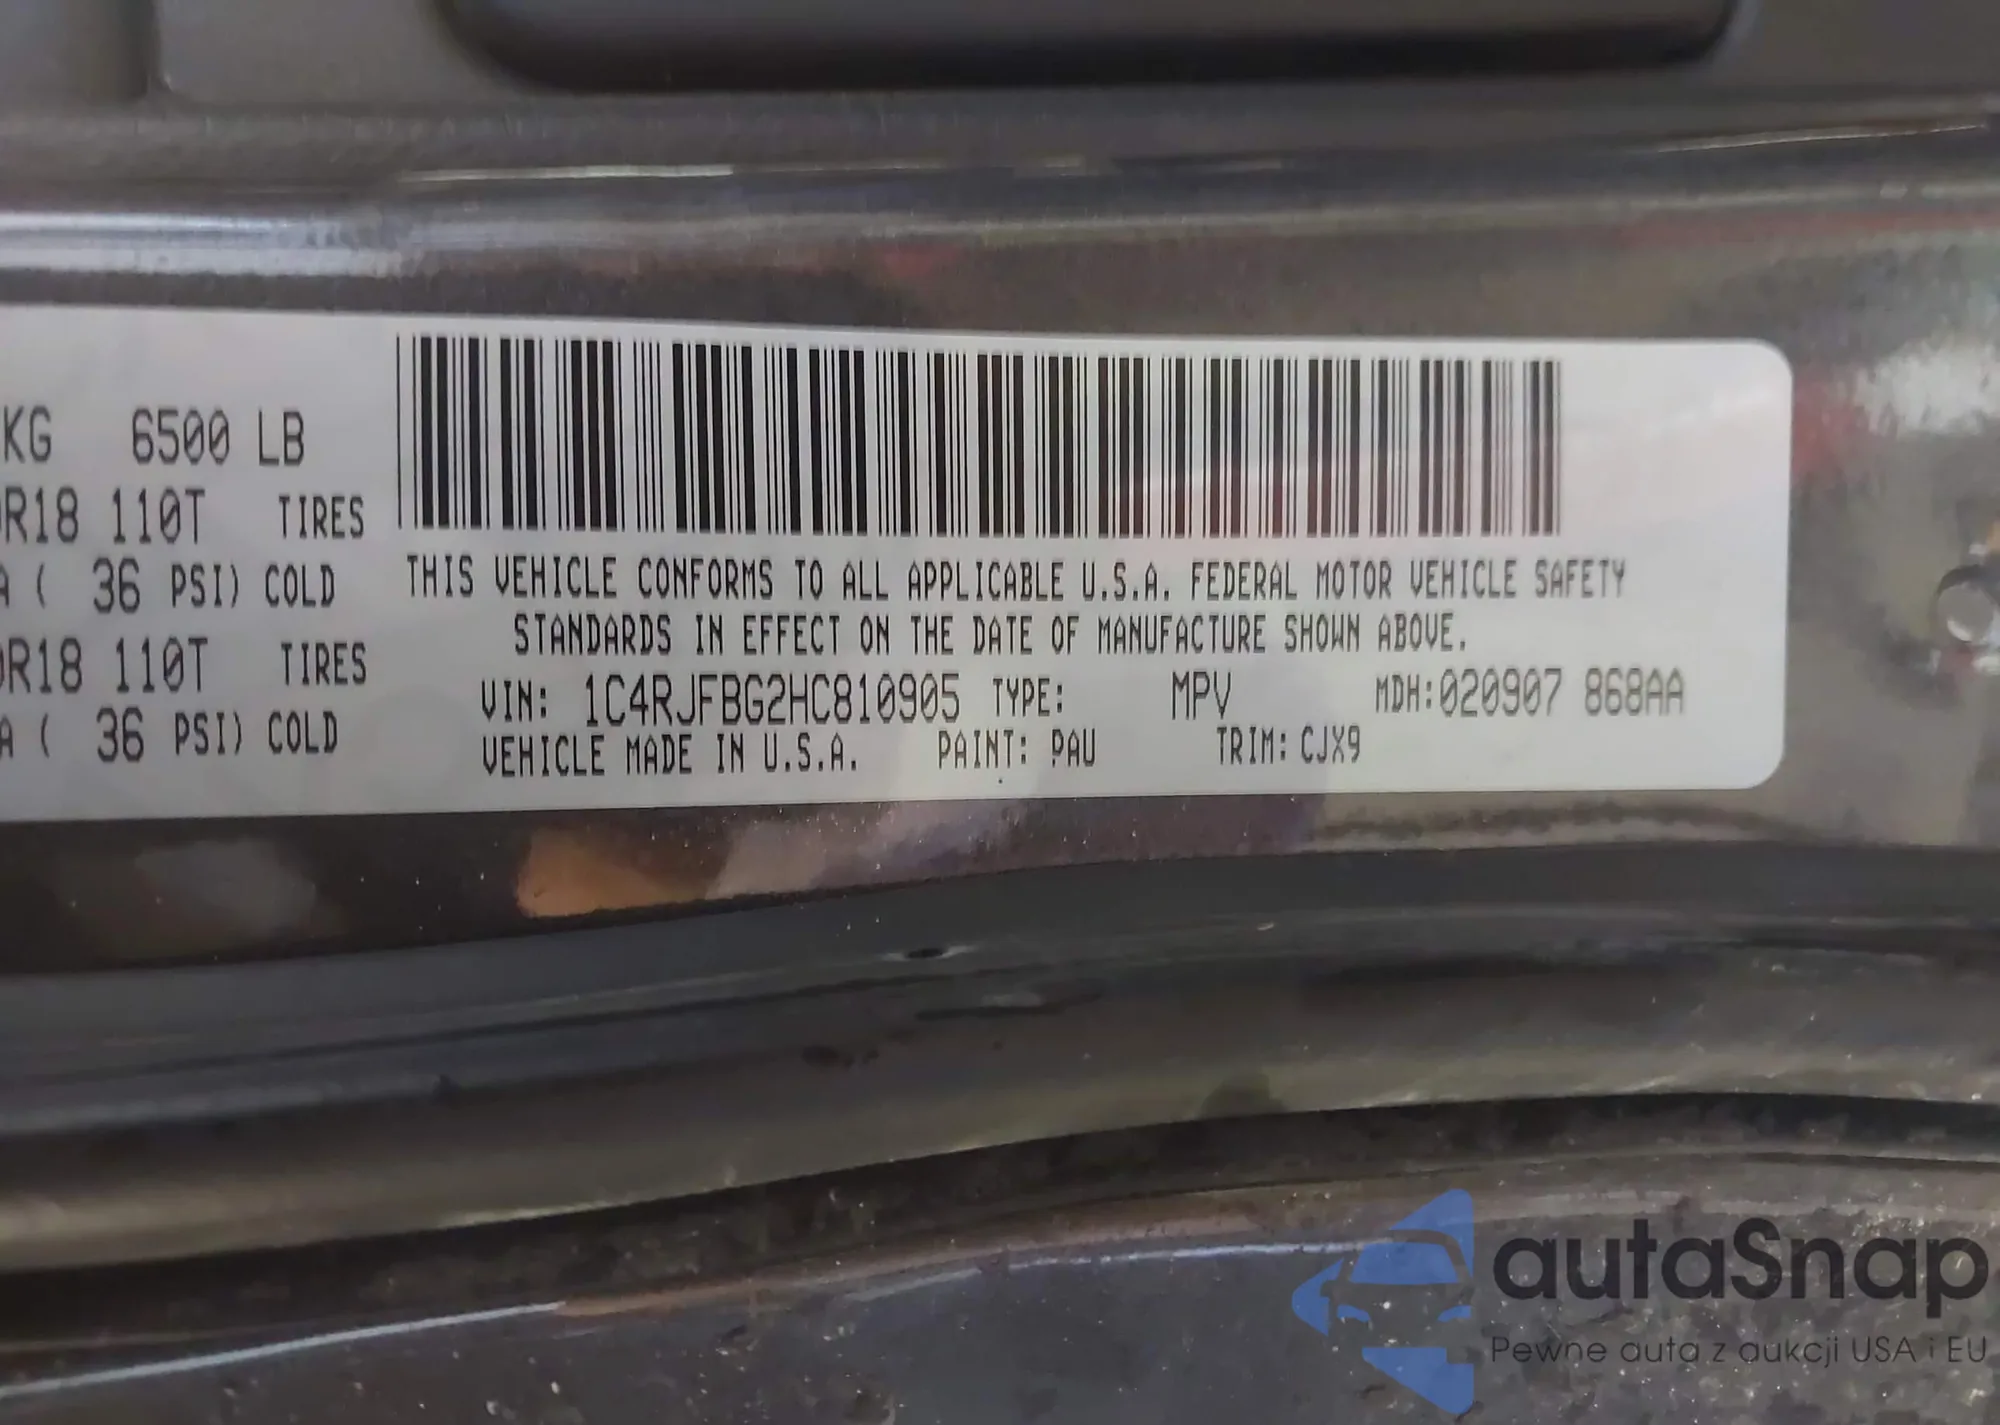 KG 6500 LB
R18 110T TIRES
A ( 36 PSI) COLD
R18 110T TIRES
A ( 36 PSI) COLD
THIS VEHICLE CONFORMS TO ALL APPLICABLE U.S.A. FEDERAL MOTOR VEHICLE SAFETY
STANDARDS IN EFFECT ON THE DATE OF MANUFACTURE SHOWN ABOVE.
VIN: 1C4RJFBG2HC810905 TYPE: MPV MDH:020907 868AA
VEHICLE MADE IN U.S.A. PAINT: PAU TRIM: CJX9
autaSnap
Pewne auta z aukcji USA i EU